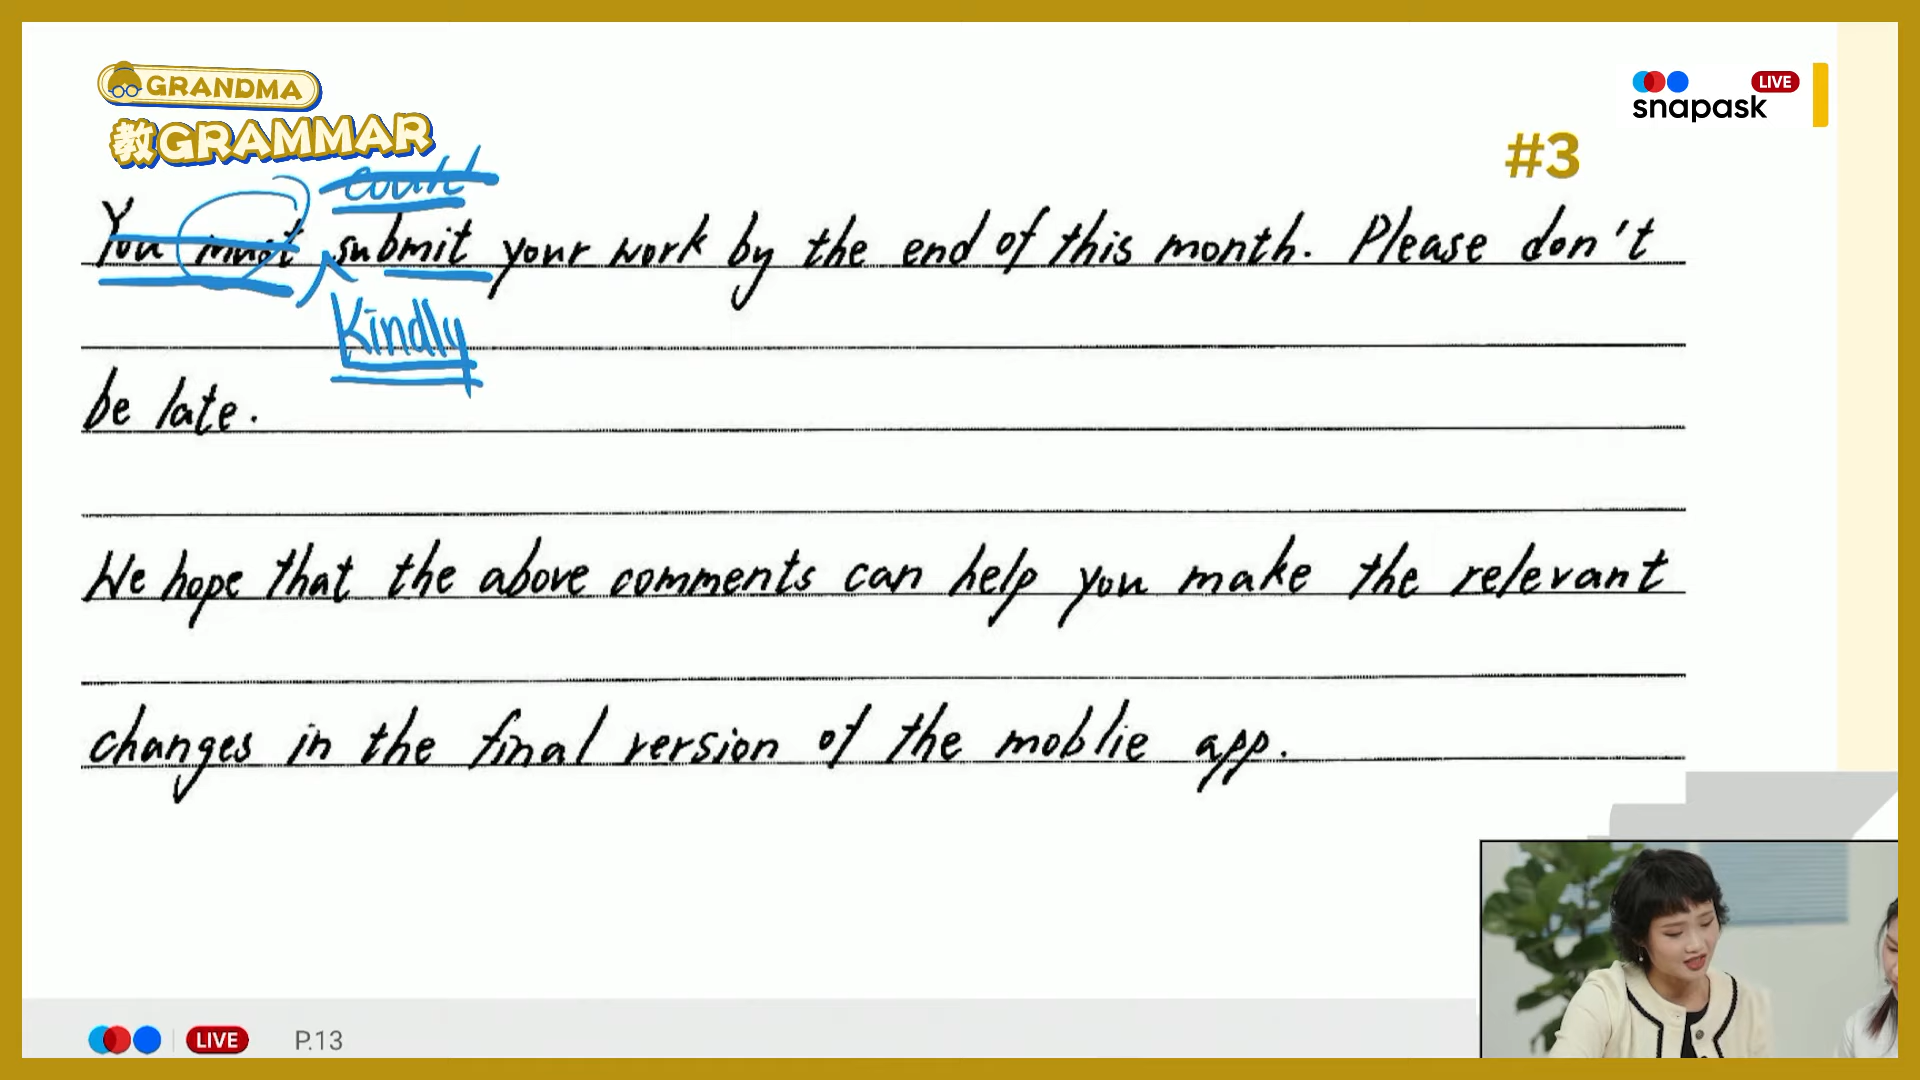 GRANDMA
教GRAMMAR
LIVE
snapask
#3
could
You must submit your work by the end of this month. Please don't
Kindly
be late.
We hope that the above comments can help you make the relevant
changes in the final version of the moblie app.
LIVE P.13